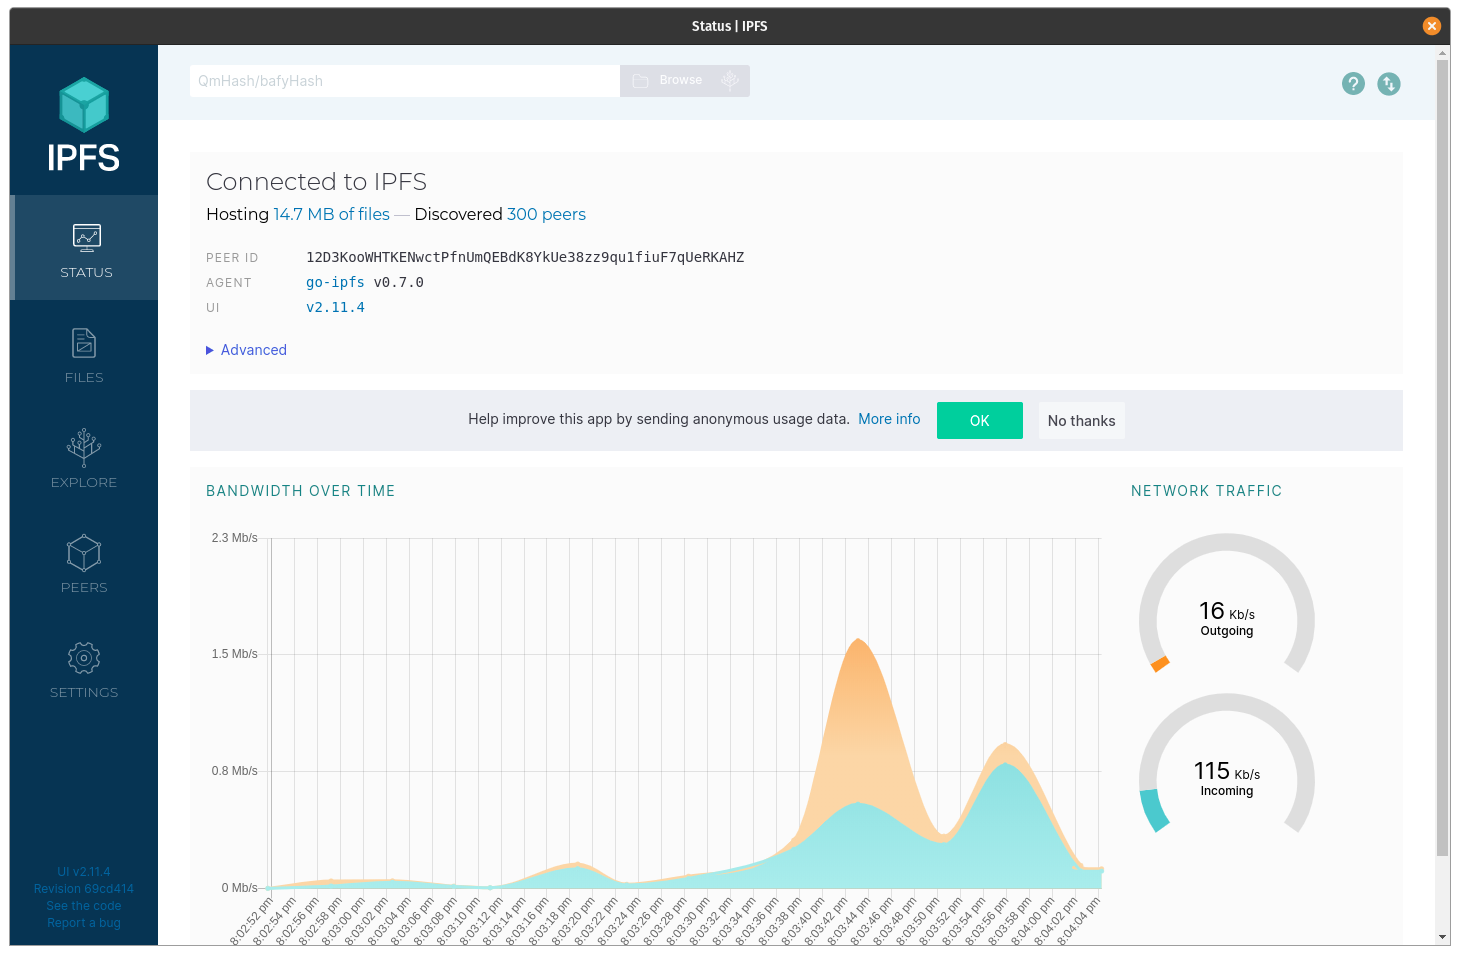 Status | IPFS
QmHash/bafyHash
Browse
IPFS
STATUS
FILES
EXPLORE
PEERS
SETTINGS
UI v2.11.4
Revision 69cd414
See the code
Report a bug
Connected to IPFS
Hosting 14.7 MB of files — Discovered 300 peers
PEER ID 12D3KooWHTKENwctPfnUmQEBdK8YkUe38zz9qu1fiuF7qUeRKAHZ
AGENT go-ipfs v0.7.0
UI v2.11.4
Advanced
Help improve this app by sending anonymous usage data. More info OK No thanks
BANDWIDTH OVER TIME
2.3 Mb/s
1.5 Mb/s
0.8 Mb/s
0 Mb/s
8:02:52 pm
8:02:54 pm
8:02:56 pm
8:02:58 pm
8:03:00 pm
8:03:02 pm
8:03:04 pm
8:03:06 pm
8:03:08 pm
8:03:10 pm
8:03:12 pm
8:03:14 pm
8:03:16 pm
8:03:18 pm
8:03:20 pm
8:03:22 pm
8:03:24 pm
8:03:26 pm
8:03:28 pm
8:03:30 pm
8:03:32 pm
8:03:34 pm
8:03:36 pm
8:03:38 pm
8:03:40 pm
8:03:42 pm
8:03:44 pm
8:03:46 pm
8:03:48 pm
8:03:50 pm
8:03:52 pm
8:03:54 pm
8:03:56 pm
8:03:58 pm
8:04:00 pm
8:04:02 pm
8:04:04 pm
NETWORK TRAFFIC
16 Kb/s
Outgoing
115 Kb/s
Incoming